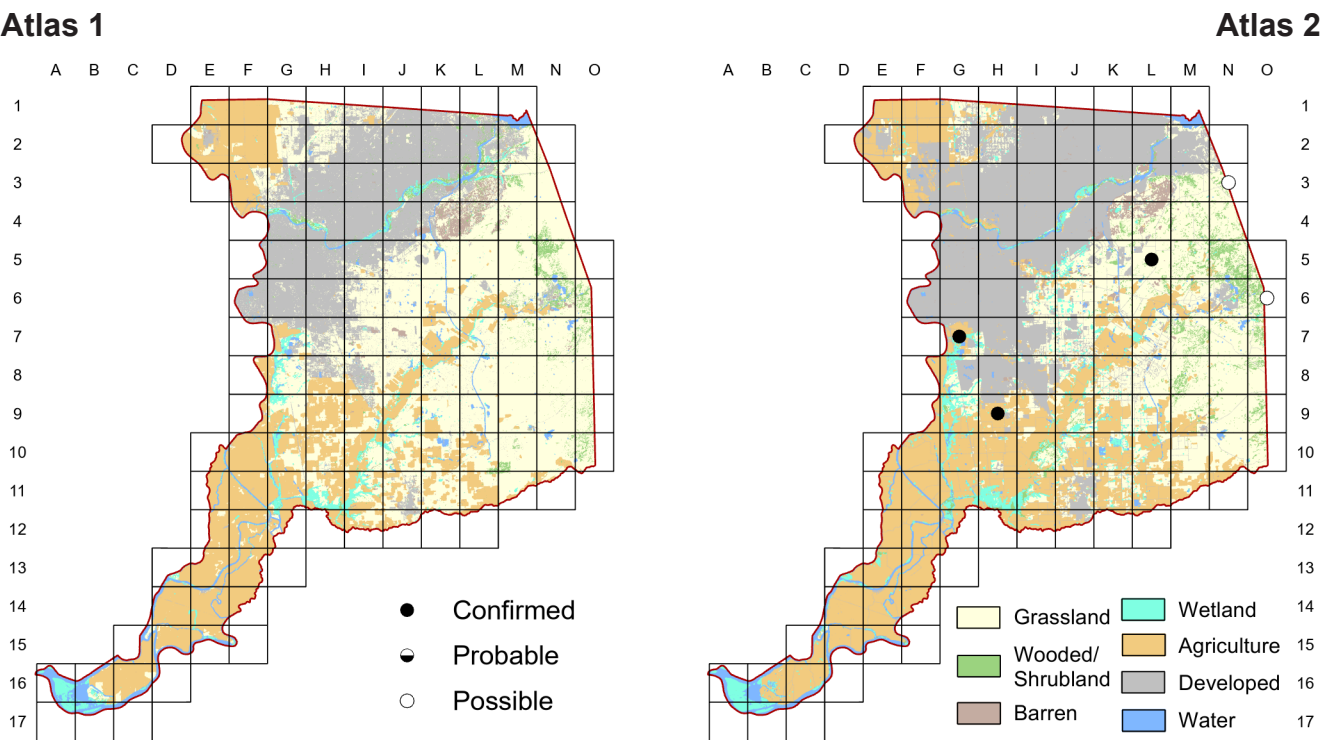 Atlas 1
Atlas 2
A B C D E F G H I J K L M N O
A B C D E F G H I J K L M N O
1
2
3
4
5
6
7
8
9
10
11
12
13
14
15
16
17
1
2
3
4
5
6
7
8
9
10
11
12
13
14
15
16
17
Confirmed
Probable
Possible
Grassland
Wooded/
Shrubland
Barren
Wetland
Agriculture
Developed
Water